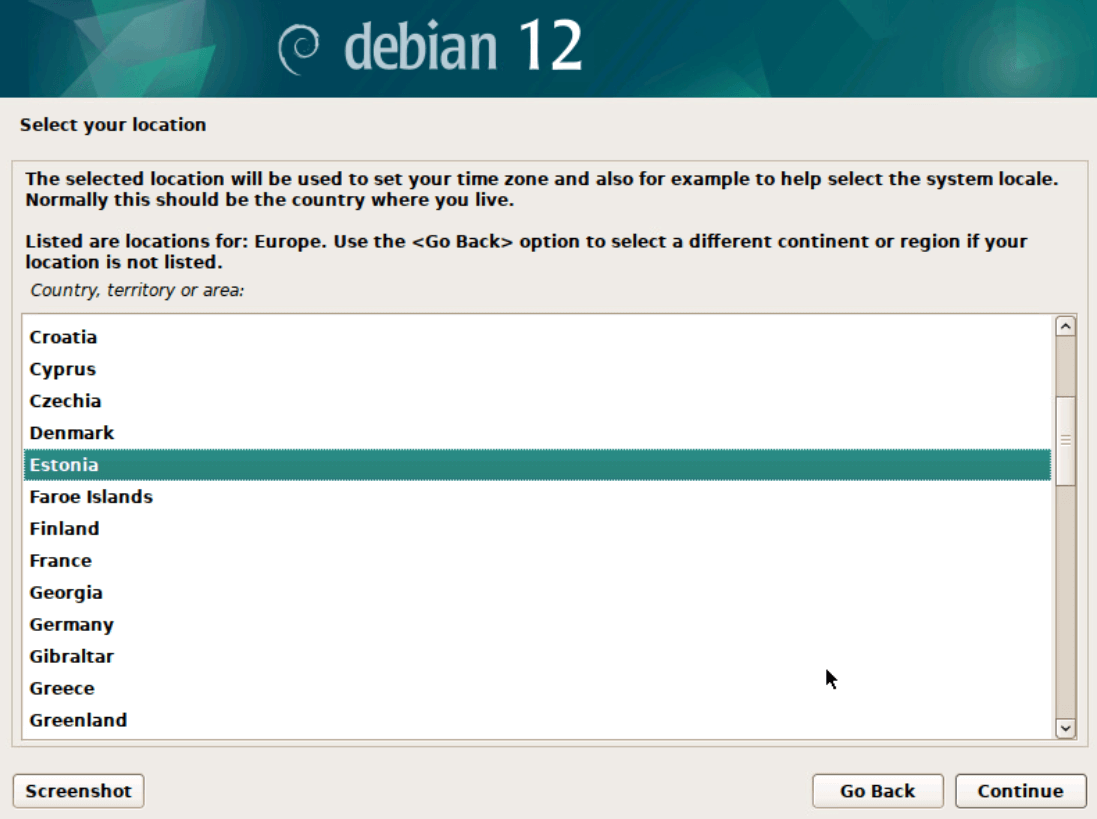 debian 12
Select your location
The selected location will be used to set your time zone and also for example to help select the system locale.
Normally this should be the country where you live.
Listed are locations for: Europe. Use the <Go Back> option to select a different continent or region if your
location is not listed.
Country, territory or area:
Croatia
Cyprus
Czechia
Denmark
Estonia
Faroe Islands
Finland
France
Georgia
Germany
Gibraltar
Greece
Greenland
Screenshot
Go Back
Continue